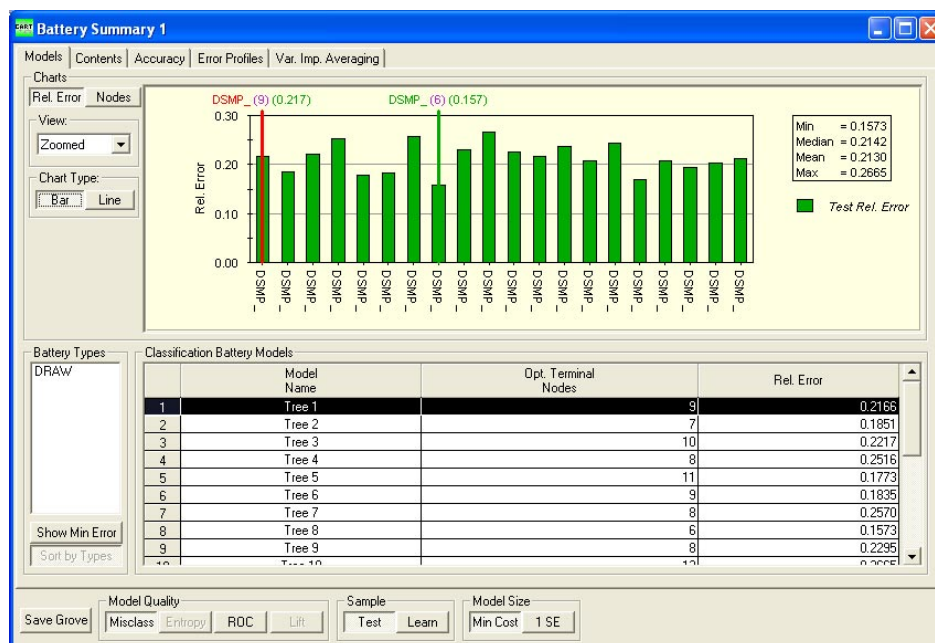 CART Battery Summary 1
Models Contents Accuracy Error Profiles Var. Imp. Averaging
Charts
Rel. Error Nodes
View:
Zoomed
Chart Type:
Bar Line
DSMP_ (9) (0.217) DSMP_ (6) (0.157)
Rel. Error
0.30
0.20
0.10
0.00
DSMP_ DSMP_ DSMP_ DSMP_ DSMP_ DSMP_ DSMP_ DSMP_ DSMP_ DSMP_ DSMP_ DSMP_ DSMP_ DSMP_ DSMP_ DSMP_ DSMP_ DSMP_ DSMP_ DSMP_
Min = 0.1573
Median = 0.2142
Mean = 0.2130
Max = 0.2665
Test Rel. Error
Battery Types
DRAW
Show Min Error
Sort by Types
Classification Battery Models
Model Name Opt. Terminal Nodes Rel. Error
1 Tree 1 9 0.2166
2 Tree 2 7 0.1851
3 Tree 3 10 0.2217
4 Tree 4 8 0.2516
5 Tree 5 11 0.1773
6 Tree 6 9 0.1835
7 Tree 7 8 0.2570
8 Tree 8 6 0.1573
9 Tree 9 8 0.2295
10 Tree 10 12 0.2665
Save Grove
Model Quality
Misclass Entropy ROC Lift
Sample
Test Learn
Model Size
Min Cost 1 SE